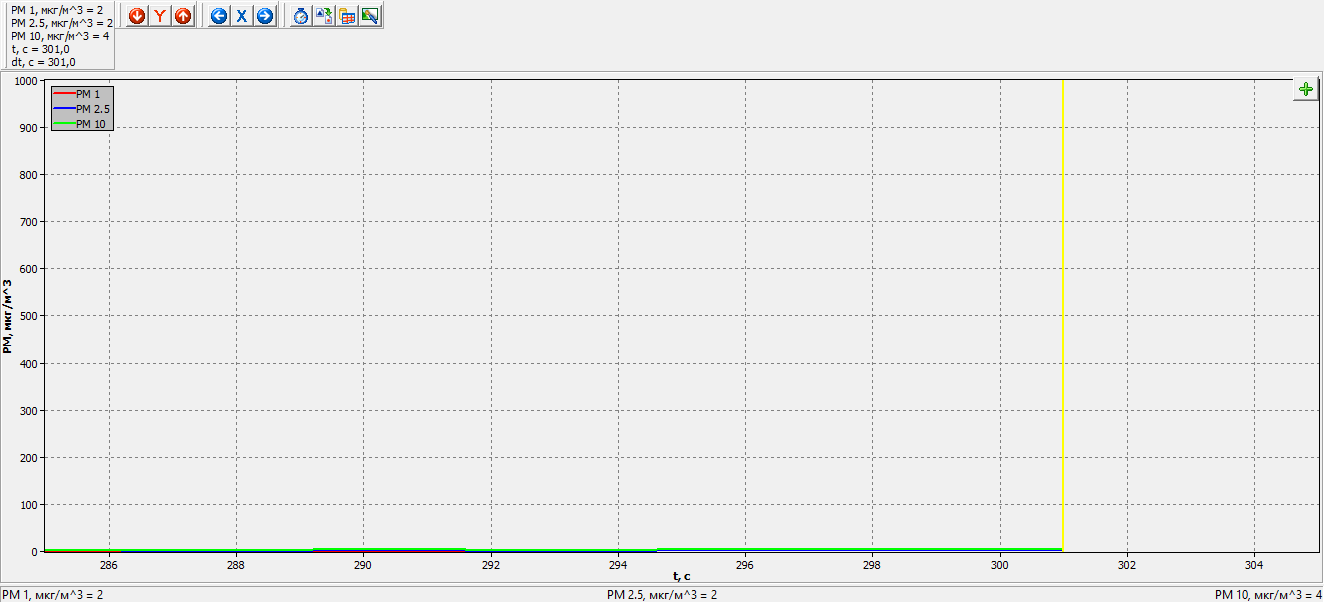 PM 1, мкг/м^3 = 2
PM 2.5, мкг/м^3 = 2
PM 10, мкг/м^3 = 4
t, с = 301,0
dt, с = 301,0
Y
X
1000
PM 1
PM 2.5
PM 10
900
800
700
600
500
400
300
200
100
0
PM, мкг/м^3
286 288 290 292 294 296 298 300 302 304
t, с
PM 1, мкг/м^3 = 2 PM 2.5, мкг/м^3 = 2 PM 10, мкг/м^3 = 4